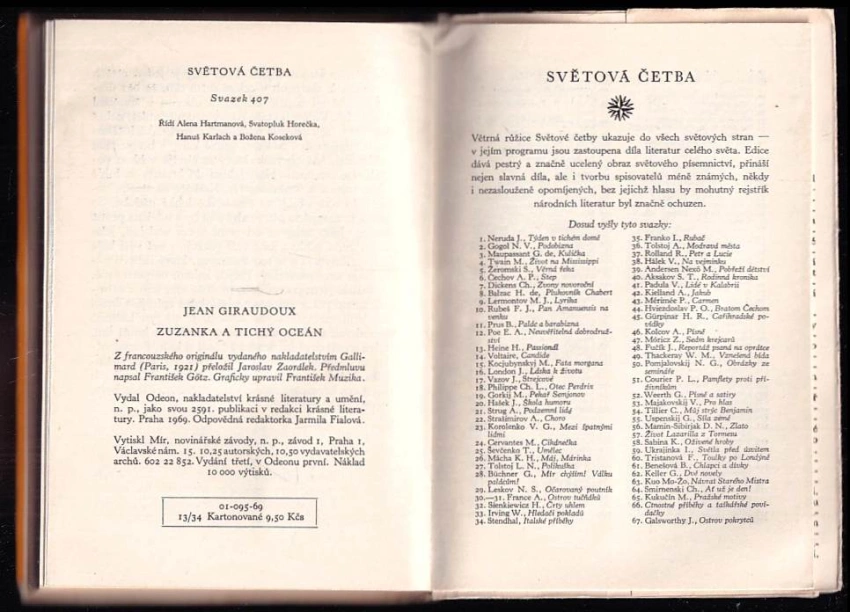 SVĚTOVÁ ČETBA
Svazek 407
Řídí Alena Hartmanová, Svatopluk Horečka,
Hanuš Karlach a Božena Koseková
JEAN GIRAUDOUX
ZUZANKA A TICHÝ OCEÁN
Z francouzského originálu vydaného nakladatelstvím Galli-
mard (Paris, 1921) přeložil Jaroslav Zaorálek. Předmluvu
napsal František Götz. Graficky upravil František Muzika.
Vydal Odeon, nakladatelství krásné literatury a umění,
n. p., jako svou 2591. publikaci v redakci krásné litera-
tury. Praha 1969. Odpovědná redaktorka Jarmila Fialová.
Vytiskl Mír, novinářské závody, n. p., závod 1, Praha 1,
Václavské nám. 15. 10,25 autorských, 10,50 vydavatelských
archů. 602 22 852. Vydání třetí, v Odeonu první. Náklad
10 000 výtisků.
01-095-69
13/34 Kartonované 9,50 Kčs
SVĚTOVÁ ČETBA
Větrná růžice Světové četby ukazuje do všech světových stran —
v jejím programu jsou zastoupena díla literatur celého světa. Edice
dává pestrý a značně ucelený obraz světového písemnictví, přináší
nejen slavná díla, ale i tvorbu spisovatelů méně známých, někdy
i nezaslouženě opomíjených, bez jejichž hlasu by mohutný rejstřík
národních literatur byl značně ochuzen.
Dosud vyšly tyto svazky:
1. Neruda J., Týden v tichém domě
2. Gogol N. V., Podobizna
3. Maupassant G. de, Kulička
4. Twain M., Život na Mississippi
5. Żeromski S., Věrná řeka
6. Čechov A. P., Step
7. Dickens Ch., Zvony novoroční
8. Balzac H. de, Plukovník Chabert
9. Lermontov M. J., Lyrika
10. Rubeš F. J., Pan Amanuensis na
venku
11. Prus B., Palác a barabizna
12. Poe E. A., Neuvěřitelná dobrodruž-
ství
13. Heine H., Pasionál
14. Voltaire, Candide
15. Kocjubynskyj M., Fata morgana
16. London J., Láska k životu
17. Vazov J., Strejcové
18. Philippe Ch. L., Otec Perdrix
19. Gorkij M., Pekař Semjonov
20. Hašek J., Škola humoru
21. Strug A., Podzemní lidé
22. Strašimirov A., Choro
23. Korolenko V. G., Mezi špatnými
lidmi
24. Cervantes M., Cikánečka
25. Ševčenko T., Umělec
26. Mácha K. H., Máj, Márinka
27. Tolstoj L. N., Polikuška
28. Büchner G., Mír chýším! Válku
palácům!
29. Leskov N. S., Očarovaný poutník
30.—31. France A., Ostrov tučňáků
32. Sienkiewicz H., Črty uhlem
33. Irving W., Hledači pokladů
34. Stendhal, Italské příběhy
35. Franko I., Rubač
36. Tolstoj A., Modravá města
37. Rolland R., Petr a Lucie
38. Hálek V., Na vejminku
39. Andersen Nexö M., Pobřeží dětství
40. Aksakov S. T., Rodinná kronika
41. Padula V., Lidé v Kalabrii
42. Kielland A., Jakub
43. Mérimée P., Carmen
44. Hviezdoslav P. O., Bratom Čechom
45. Gürpinar H. R., Cařihradské po-
vídky
46. Kolcov A., Písně
47. Móricz Z., Sedm krejcarů
48. Fučík J., Reportáž psaná na oprátce
49. Thackeray W. M., Vznešená bída
50. Pomjalovskij N. G., Obrázky ze
semináře
51. Courier P. L., Pamflety proti pří-
živníkům
52. Weerth G., Písně a satiry
53. Majakovskij V., Pro hlas
54. Tillier C., Můj strýc Benjamin
55. Uspenskij G., Síla země
56. Mamin-Sibirjak D. N., Zlato
57. Život Lazarilla z Tormesu
58. Sabina K., Oživené hroby
59. Ukrajinka L., Světla před úsvitem
60. Tristanová F., Toulky po Londýně
61. Benešová B., Chlapci a dívky
62. Keller G., Dvě novely
63. Kuo Mo-Žo, Návrat Starého Mistra
64. Smirnenski Ch., Ať už je den!
65. Kukučín M., Pražské motivy
66. Ctnostné příběhy a taškářské poví-
dačky
67. Galsworthy J., Ostrov pokrytců